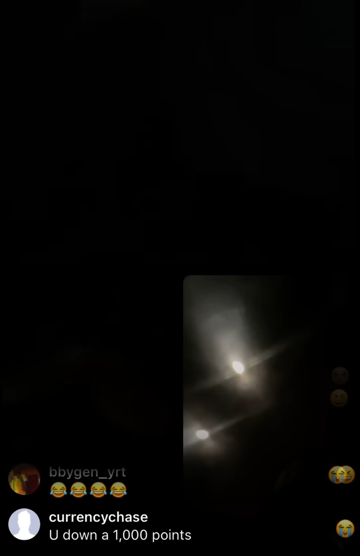 bbygen_yrt
😂😂😂😂
currencychase
U down a 1,000 points